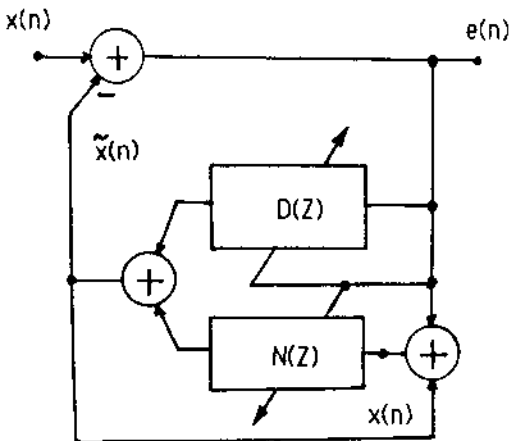 x(n)
e(n)
+
−
x̃(n)
D(Z)
+
N(Z)
+
x(n)